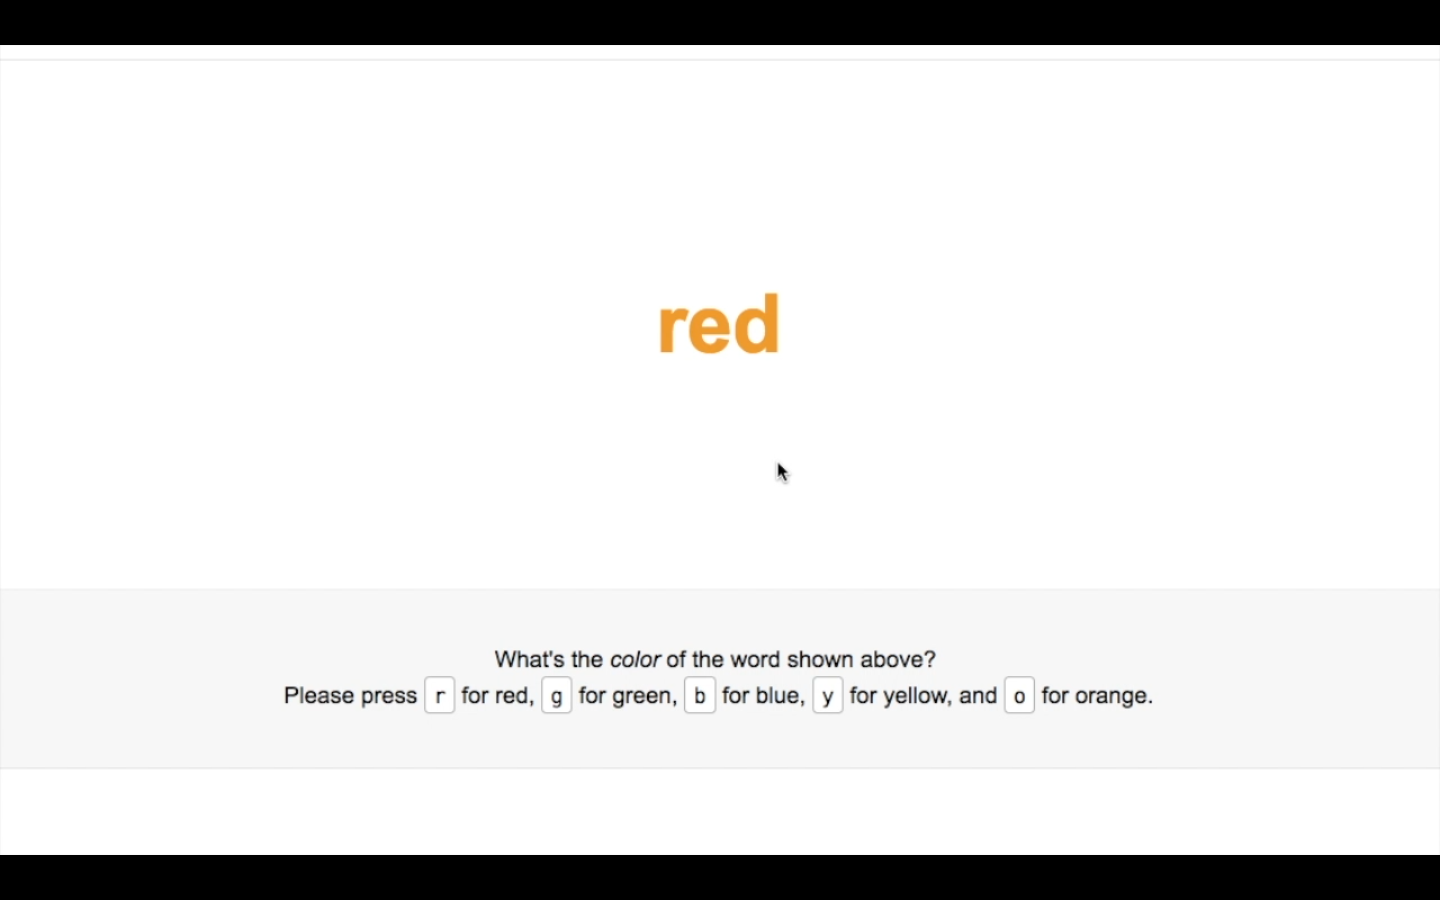 red
What's the color of the word shown above?
Please press r for red, g for green, b for blue, y for yellow, and o for orange.